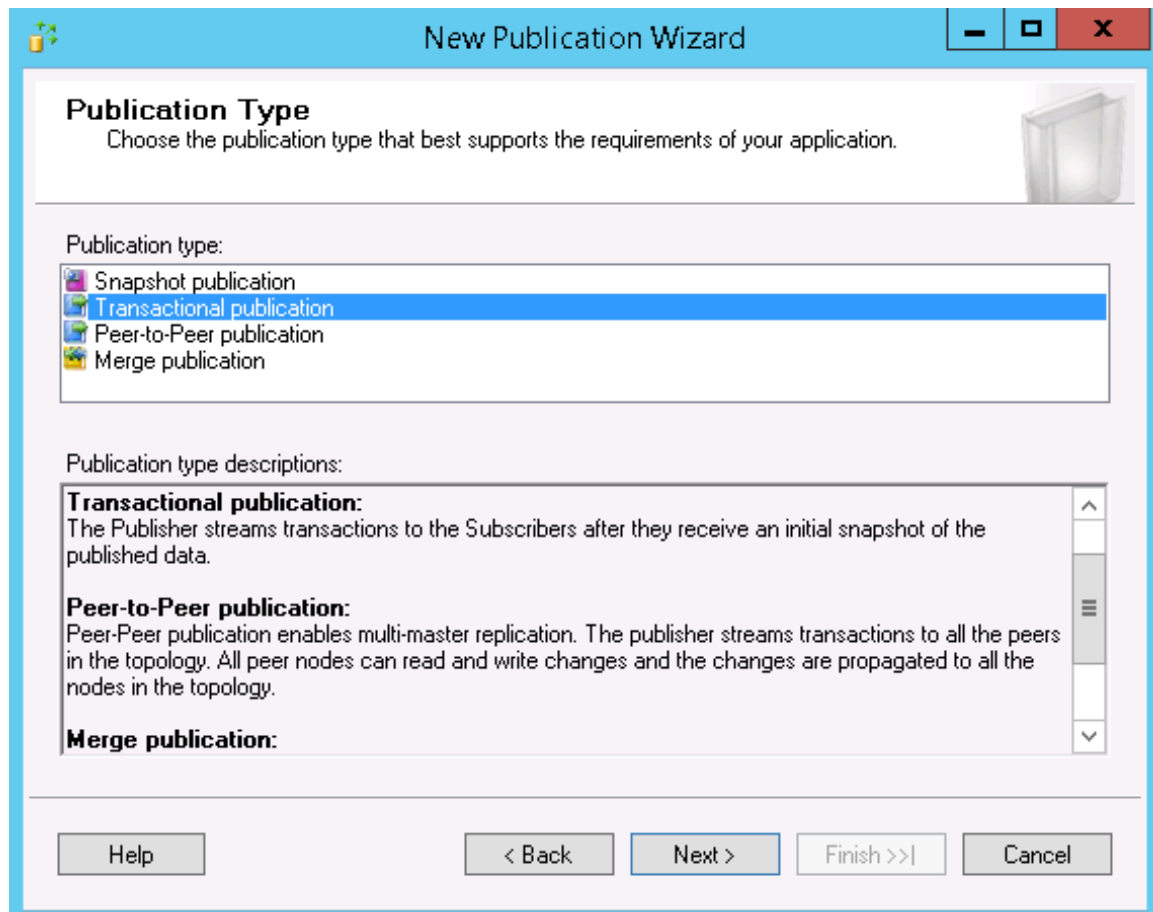 New Publication Wizard
Publication Type
Choose the publication type that best supports the requirements of your application.
Publication type:
Snapshot publication
Transactional publication
Peer-to-Peer publication
Merge publication
Publication type descriptions:
Transactional publication:
The Publisher streams transactions to the Subscribers after they receive an initial snapshot of the
published data.
Peer-to-Peer publication:
Peer-Peer publication enables multi-master replication. The publisher streams transactions to all the peers
in the topology. All peer nodes can read and write changes and the changes are propagated to all the
nodes in the topology.
Merge publication:
Help
< Back
Next >
Finish >>|
Cancel